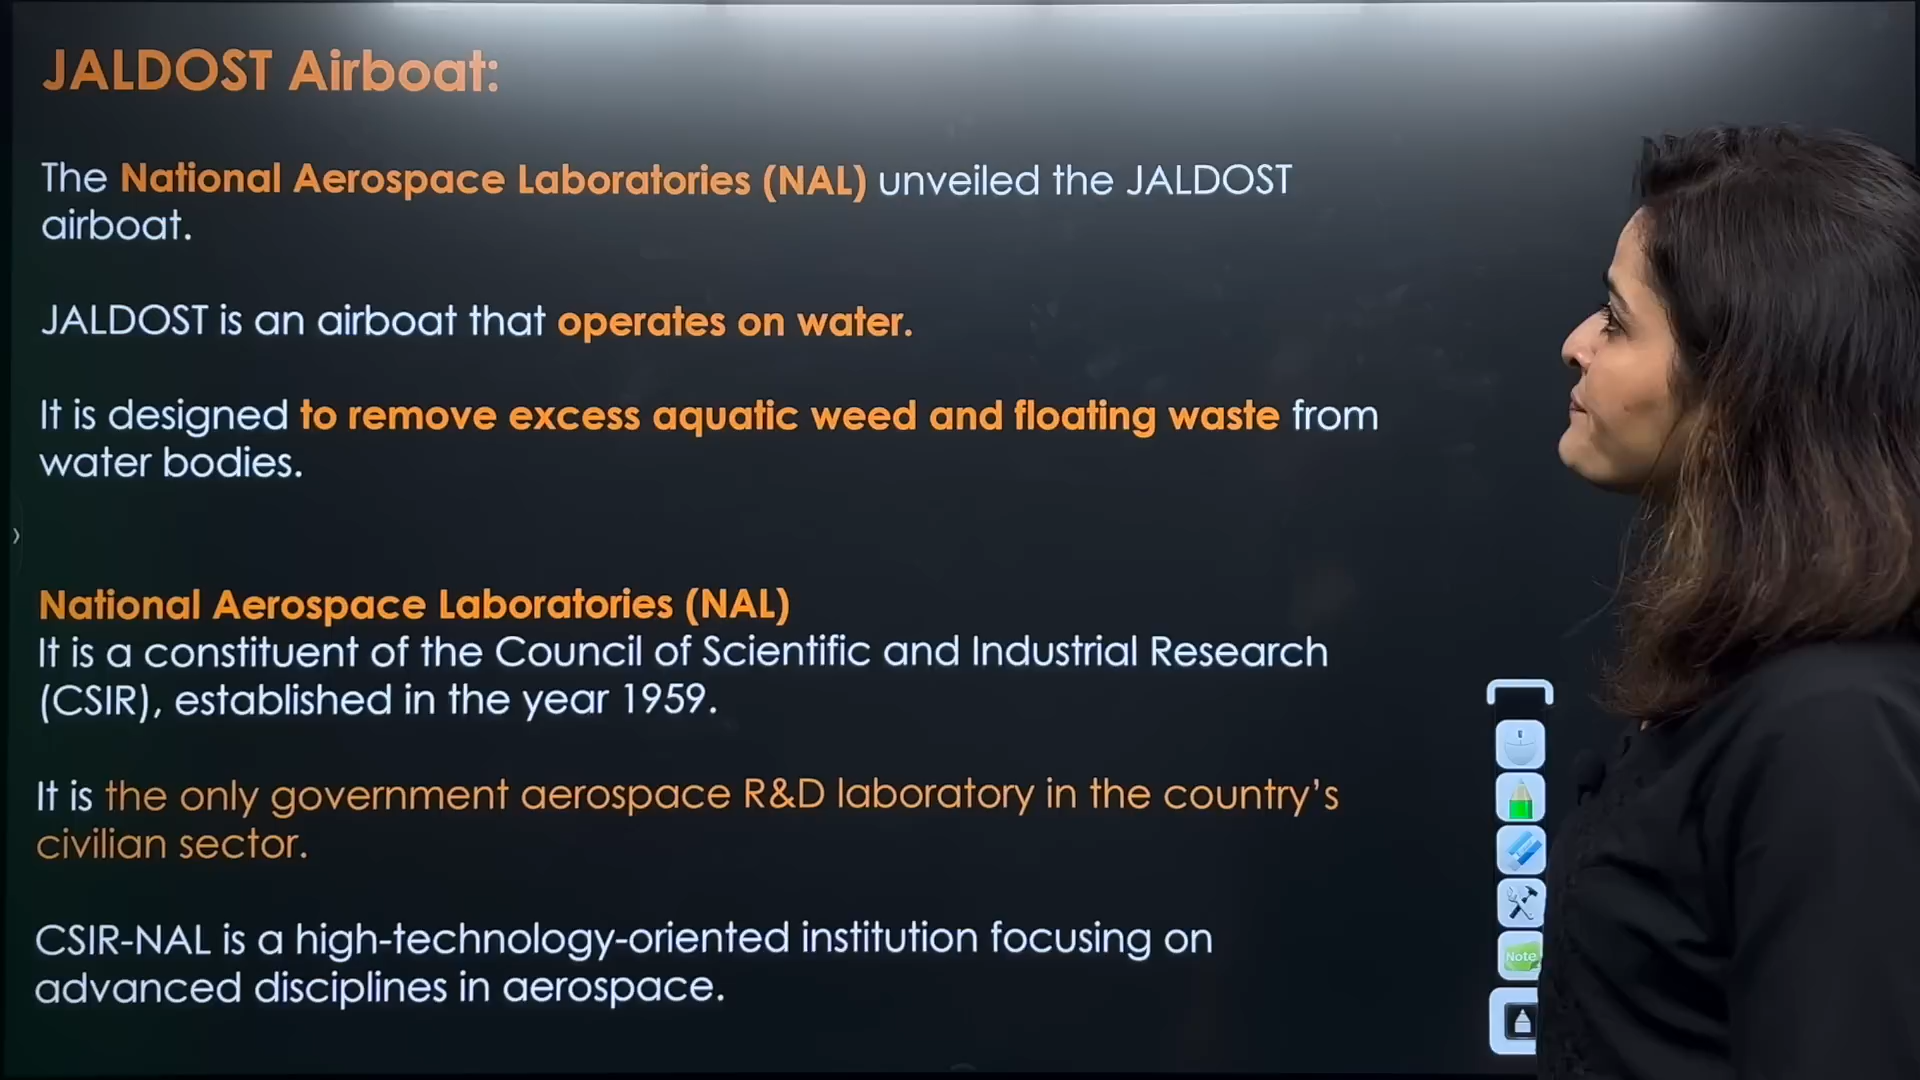 JALDOST Airboat:
The National Aerospace Laboratories (NAL) unveiled the JALDOST
airboat.
JALDOST is an airboat that operates on water.
It is designed to remove excess aquatic weed and floating waste from
water bodies.
National Aerospace Laboratories (NAL)
It is a constituent of the Council of Scientific and Industrial Research
(CSIR), established in the year 1959.
It is the only government aerospace R&D laboratory in the country's
civilian sector.
CSIR-NAL is a high-technology-oriented institution focusing on
advanced disciplines in aerospace.
Note